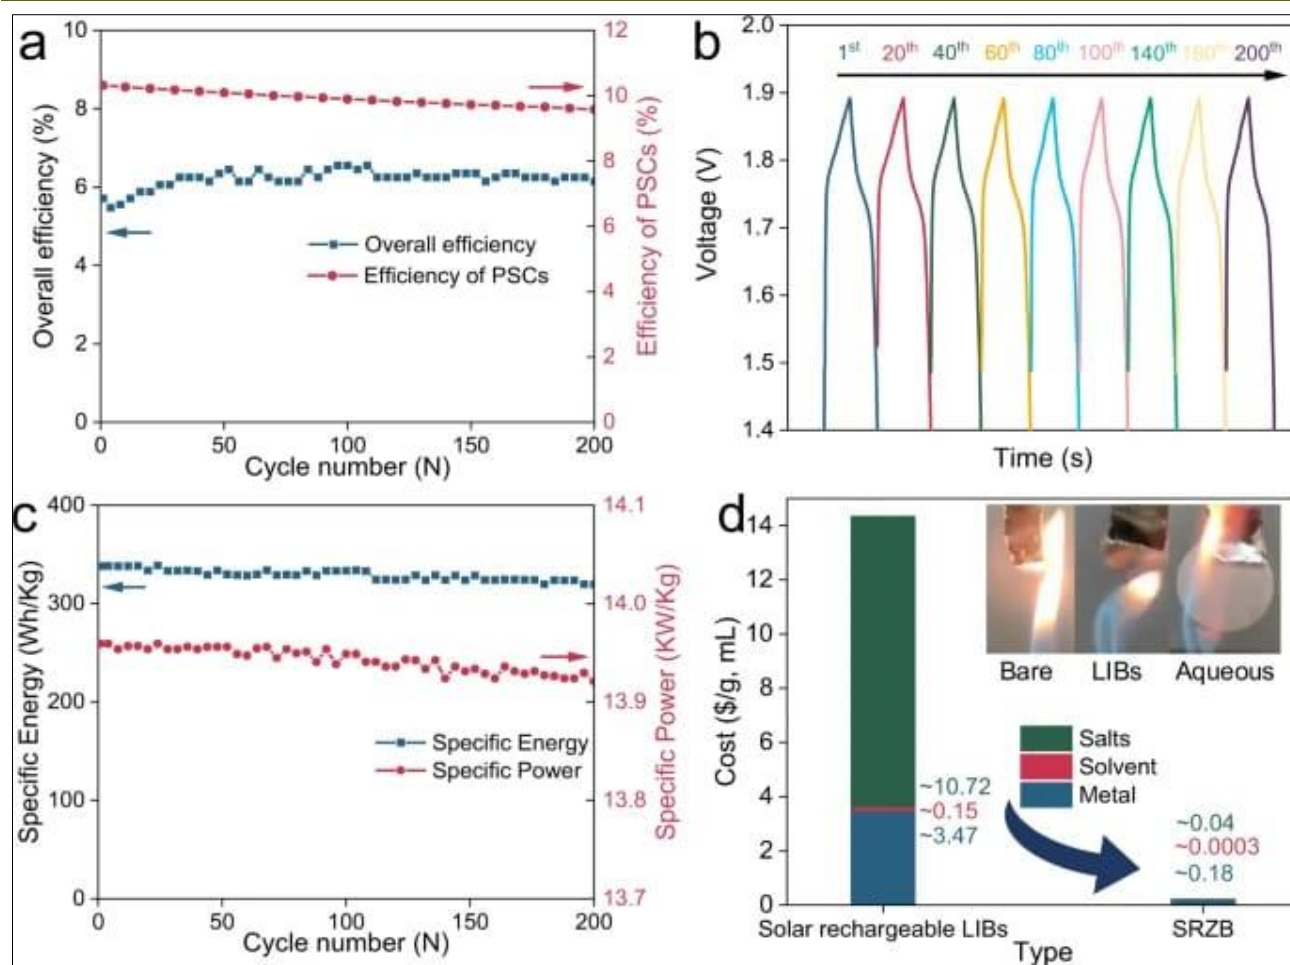 a
10
8
6
4
2
0
Overall efficiency (%)
12
10
8
6
4
2
0
Efficiency of PSCs (%)
Overall efficiency
Efficiency of PSCs
0 50 100 150 200
Cycle number (N)
b
2.0
1.9
1.8
1.7
1.6
1.5
1.4
Voltage (V)
1st 20th 40th 60th 80th 100th 140th 180th 200th
Time (s)
c
400
300
200
100
0
Specific Energy (Wh/Kg)
14.1
14.0
13.9
13.8
13.7
Specific Power (KW/Kg)
Specific Energy
Specific Power
0 50 100 150 200
Cycle number (N)
d
14
12
10
8
6
4
2
0
Cost ($/g, mL)
Bare LIBs Aqueous
Salts
Solvent
Metal
~10.72
~0.15
~3.47
~0.04
~0.0003
~0.18
Solar rechargeable LIBs SRZB
Type